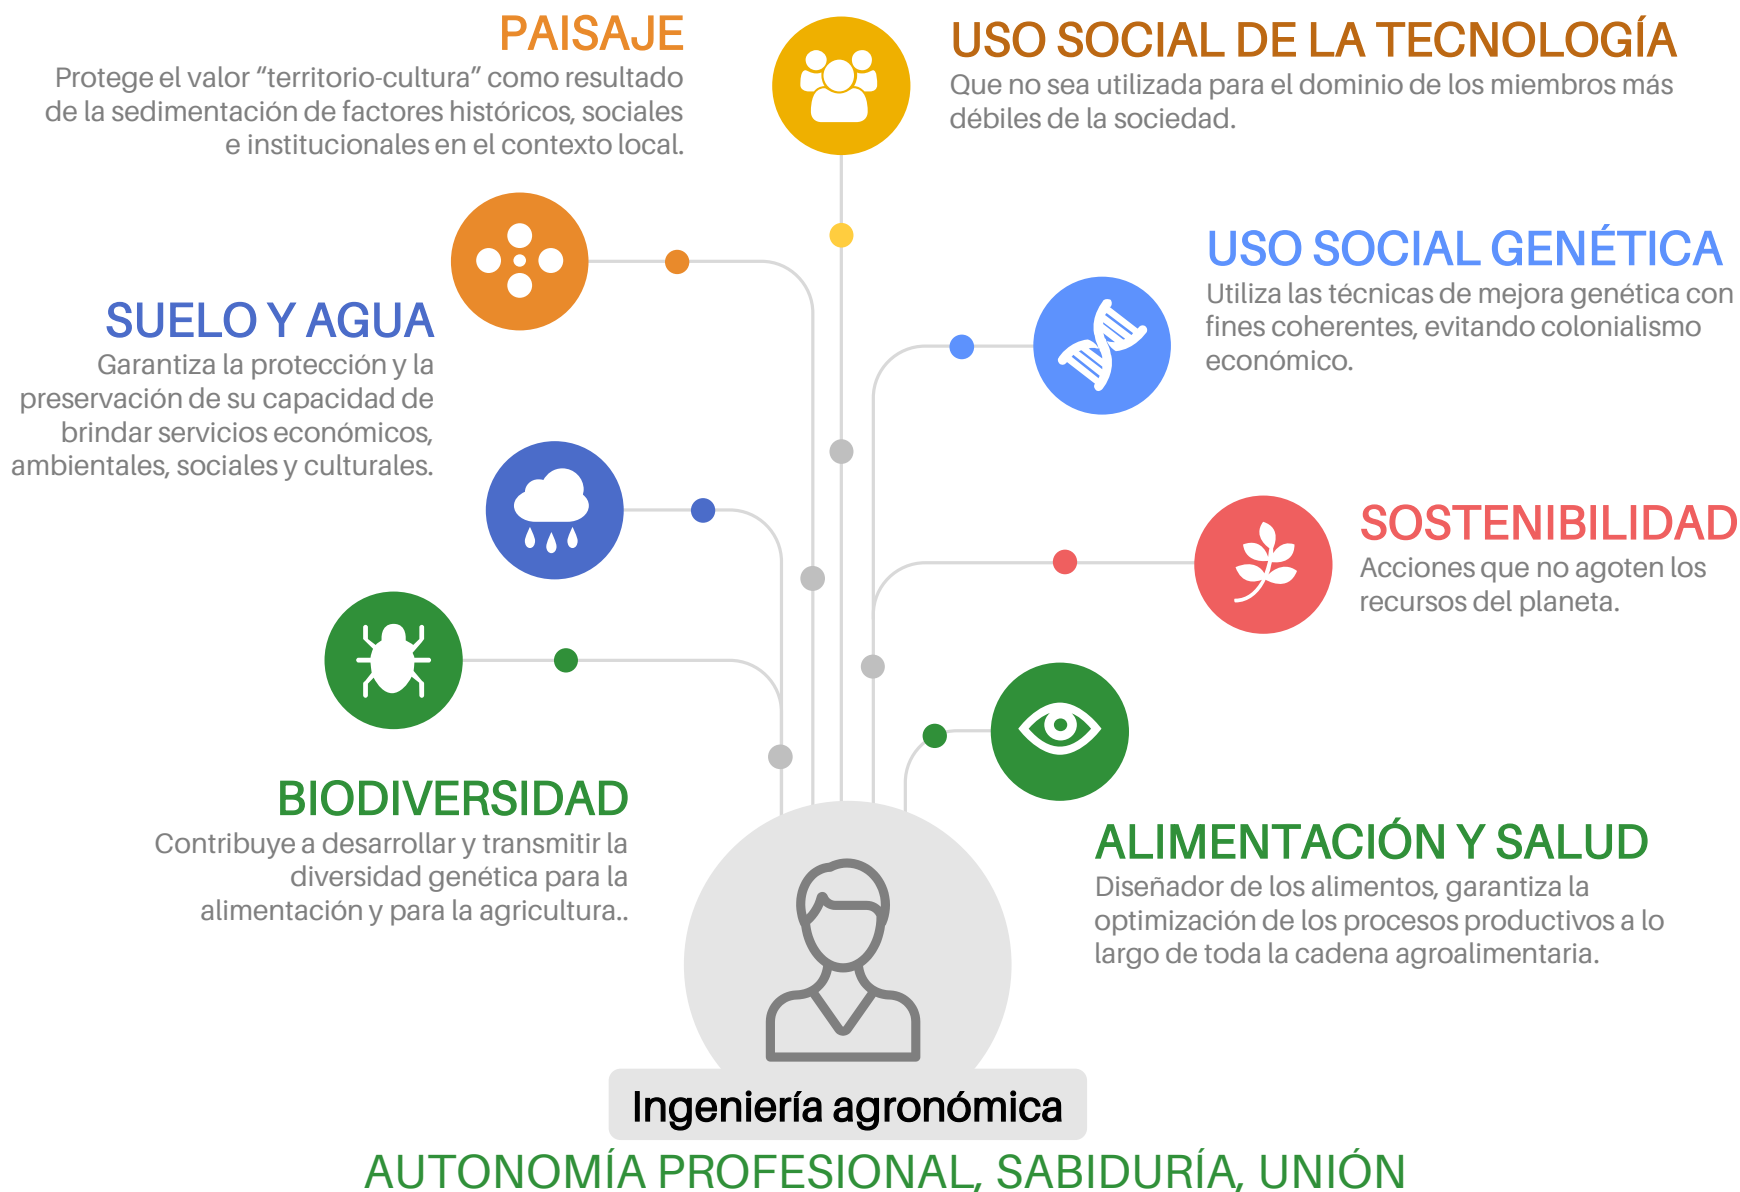 PAISAJE
Protege el valor “territorio-cultura” como resultado
de la sedimentación de factores históricos, sociales
e institucionales en el contexto local.
USO SOCIAL DE LA TECNOLOGÍA
Que no sea utilizada para el dominio de los miembros más
débiles de la sociedad.
USO SOCIAL GENÉTICA
Utiliza las técnicas de mejora genética con
fines coherentes, evitando colonialismo
económico.
SUELO Y AGUA
Garantiza la protección y la
preservación de su capacidad de
brindar servicios económicos,
ambientales, sociales y culturales.
SOSTENIBILIDAD
Acciones que no agoten los
recursos del planeta.
BIODIVERSIDAD
Contribuye a desarrollar y transmitir la
diversidad genética para la
alimentación y para la agricultura..
ALIMENTACIÓN Y SALUD
Diseñador de los alimentos, garantiza la
optimización de los procesos productivos a lo
largo de toda la cadena agroalimentaria.
Ingeniería agronómica
AUTONOMÍA PROFESIONAL, SABIDURÍA, UNIÓN